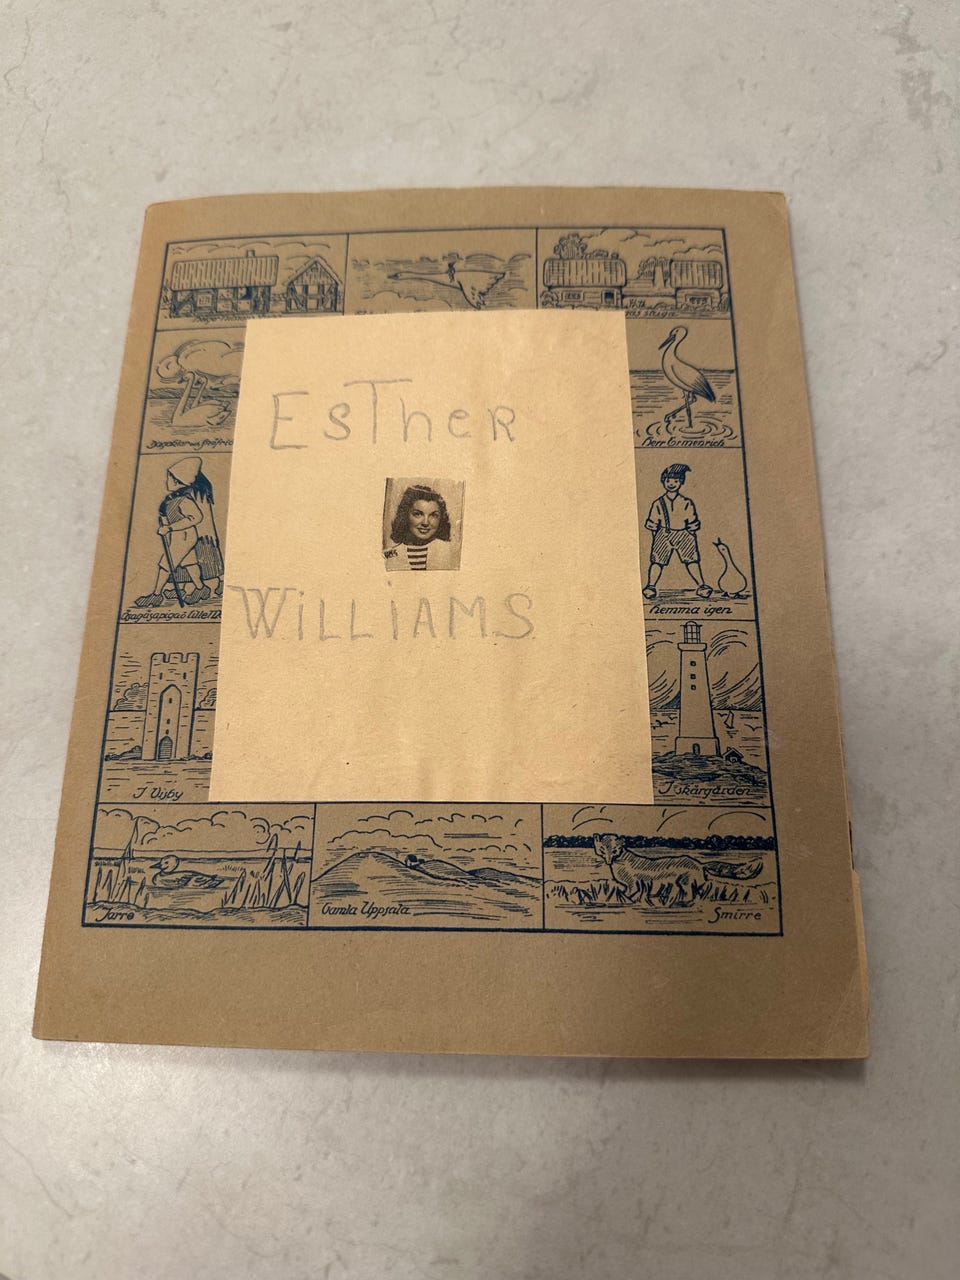 EsTheR
WiLLiAMS
Herr Ermenrich
Hemma igen
I Visby
I skärgården
Jarro
Gamla Uppsala
Smirre